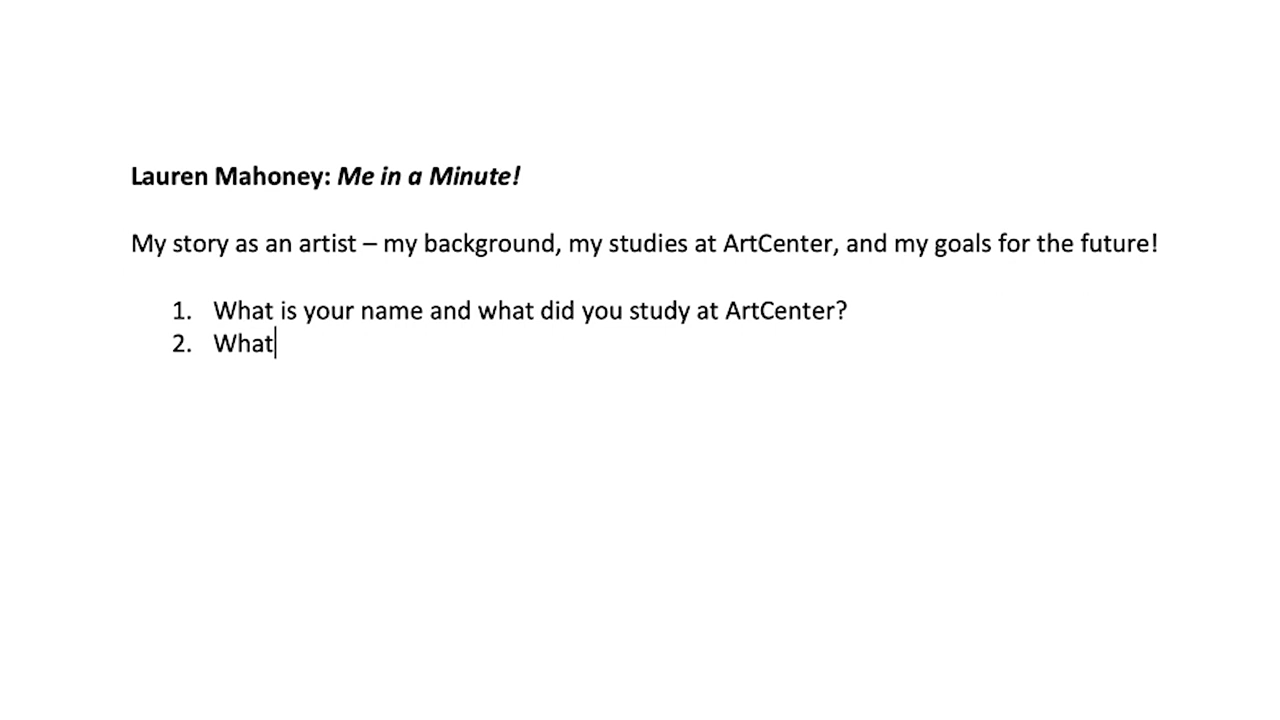 Lauren Mahoney: Me in a Minute!
My story as an artist – my background, my studies at ArtCenter, and my goals for the future!
1. What is your name and what did you study at ArtCenter?
2. What